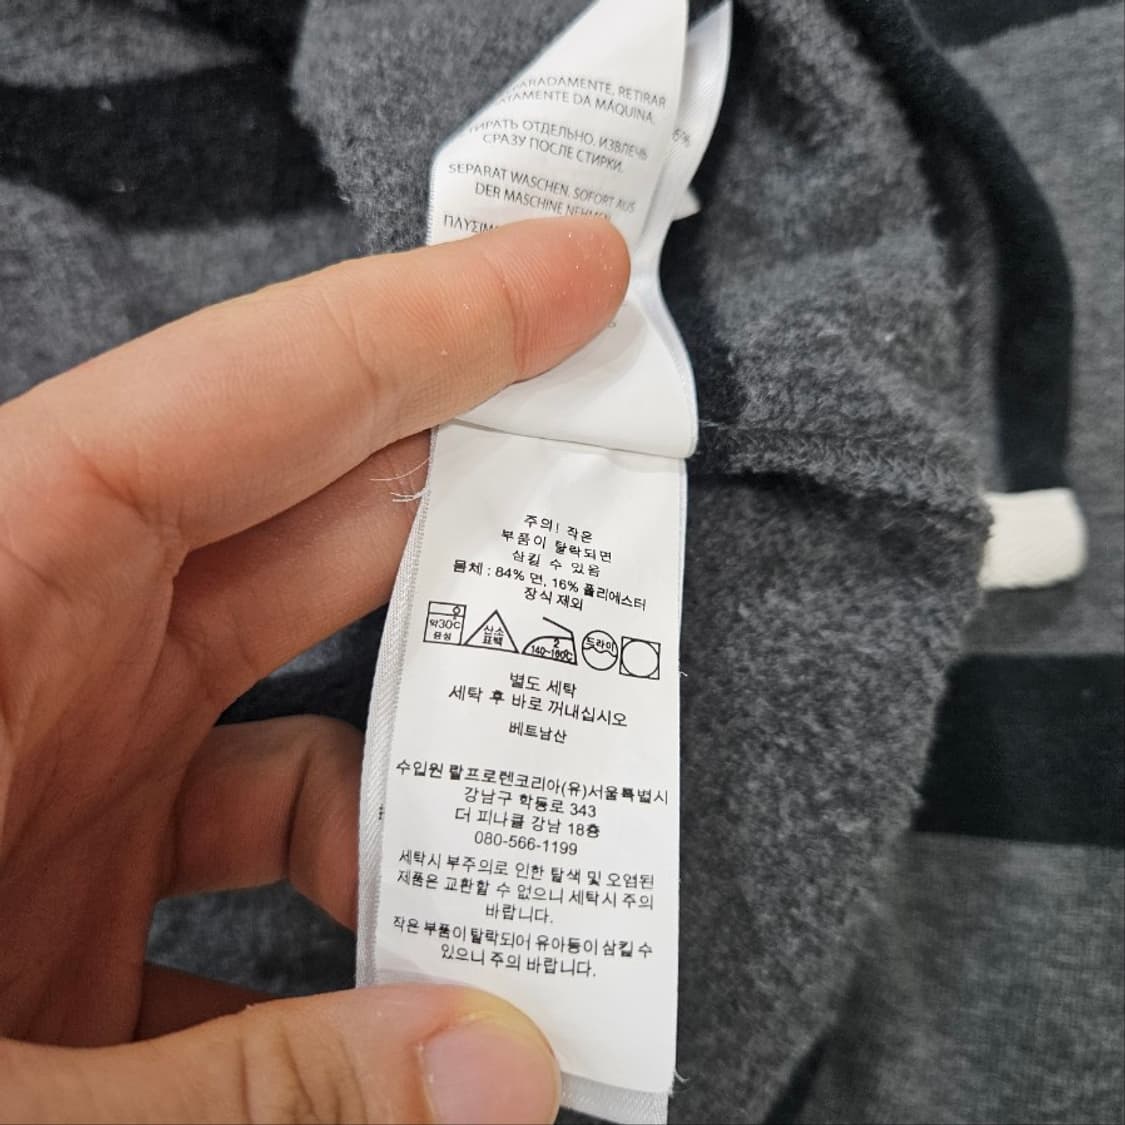 PARADAMENTE, RETIRAR
TAMENTE DA MÁQUINA.
ТИРАТЬ ОТДЕЛЬНО. ИЗВЛЕЧЬ
СРАЗУ ПОСЛЕ СТИРКИ.
SEPARAT WASCHEN. SOFORT AUS
DER MASCHINE NEHMEN.
6%
주의! 작은
부품이 탈락되면
삼킬 수 있음
몸체 : 84% 면, 16% 폴리에스터
장식 제외
약30°C
중성
산소
표백
2
140~160°C
드라이
별도 세탁
세탁 후 바로 꺼내십시오
베트남산
수입원 랄프로렌코리아(유)서울특별시
강남구 학동로 343
더 피나클 강남 18층
080-566-1199
세탁시 부주의로 인한 탈색 및 오염된
제품은 교환할 수 없으니 세탁시 주의
바랍니다.
작은 부품이 탈락되어 유아등이 삼킬 수
있으니 주의 바랍니다.